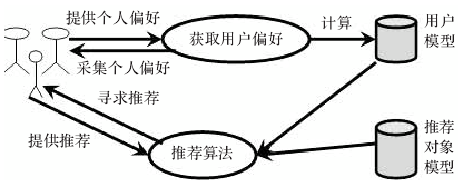 提供个人偏好
计算
用户
模型
获取用户偏好
采集个人偏好
寻求推荐
提供推荐
推荐算法
推荐
对象
模型